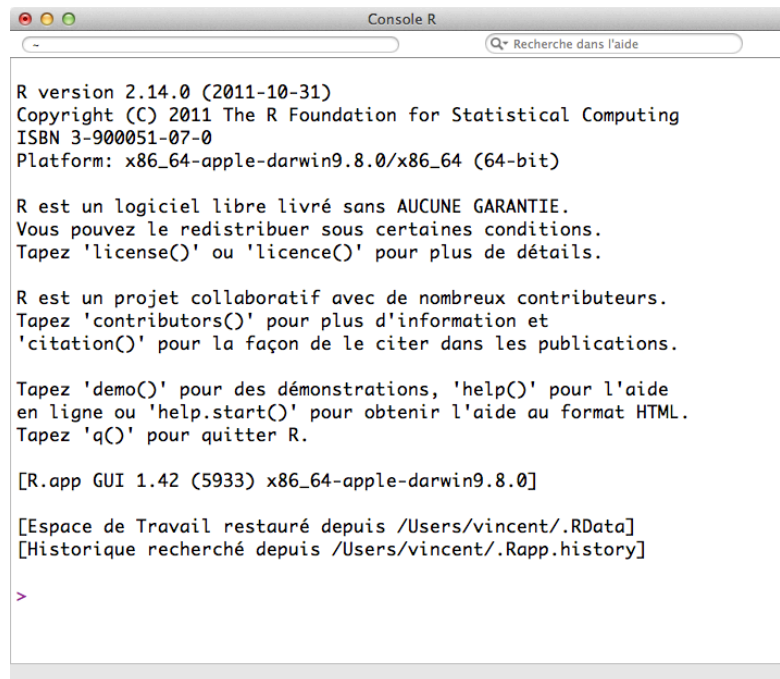 Console R
~
Recherche dans l'aide
R version 2.14.0 (2011-10-31)
Copyright (C) 2011 The R Foundation for Statistical Computing
ISBN 3-900051-07-0
Platform: x86_64-apple-darwin9.8.0/x86_64 (64-bit)
R est un logiciel libre livré sans AUCUNE GARANTIE.
Vous pouvez le redistribuer sous certaines conditions.
Tapez 'license()' ou 'licence()' pour plus de détails.
R est un projet collaboratif avec de nombreux contributeurs.
Tapez 'contributors()' pour plus d'information et
'citation()' pour la façon de le citer dans les publications.
Tapez 'demo()' pour des démonstrations, 'help()' pour l'aide
en ligne ou 'help.start()' pour obtenir l'aide au format HTML.
Tapez 'q()' pour quitter R.
[R.app GUI 1.42 (5933) x86_64-apple-darwin9.8.0]
[Espace de Travail restauré depuis /Users/vincent/.RData]
[Historique recherché depuis /Users/vincent/.Rapp.history]
>